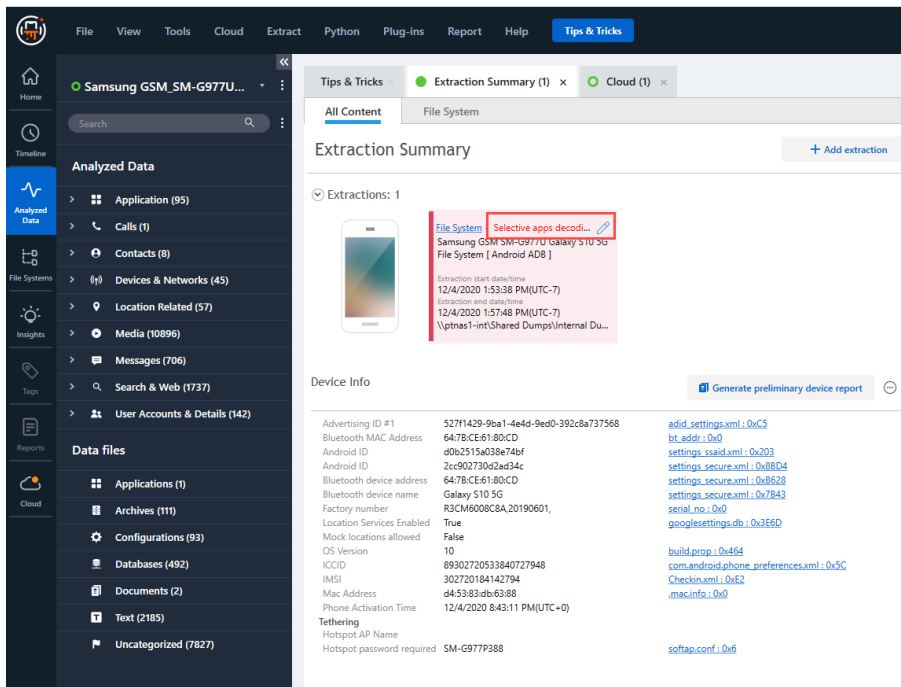 File View Tools Cloud Extract Python Plug-ins Report Help Tips & Tricks
Home
Timeline
Analyzed
Data
File Systems
Insights
Tags
Reports
Cloud
Samsung GSM_SM-G977U...
Search
Analyzed Data
Application (95)
Calls (1)
Contacts (8)
Devices & Networks (45)
Location Related (57)
Media (10896)
Messages (706)
Search & Web (1737)
User Accounts & Details (142)
Data files
Applications (1)
Archives (111)
Configurations (93)
Databases (492)
Documents (2)
Text (2185)
Uncategorized (7827)
Tips & Tricks Extraction Summary (1) Cloud (1)
All Content File System
Extraction Summary
+ Add extraction
Extractions: 1
File System Selective apps decodi...
Samsung GSM SM-G977U Galaxy S10 5G
File System [ Android ADB ]
Extraction start date/time
12/4/2020 1:53:38 PM(UTC-7)
Extraction end date/time
12/4/2020 1:57:48 PM(UTC-7)
\\ptnas1-int\Shared Dumps\Internal Du...
Device Info
Generate preliminary device report
Advertising ID #1 527f1429-9ba1-4e4d-9ed0-392c8a737568 adid_settings.xml : 0xC5
Bluetooth MAC Address 64:7B:CE:61:80:CD bt_addr : 0x0
Android ID d0b2515a038e74bf settings_ssaid.xml : 0x203
Android ID 2cc902730d2ad34c settings_secure.xml : 0x8BD4
Bluetooth device address 64:7B:CE:61:80:CD settings_secure.xml : 0xB628
Bluetooth device name Galaxy S10 5G settings_secure.xml : 0x7B43
Factory number R3CM6008C8A,20190601, serial_no : 0x0
Location Services Enabled True googlesettings.db : 0x3E6D
Mock locations allowed False
OS Version 10 build.prop : 0x464
ICCID 89302720533840727948 com.android.phone_preferences.xml : 0x5C
IMSI 302720184142794 Checkin.xml : 0xE2
Mac Address d4:53:83:db:63:88 .mac.info : 0x0
Phone Activation Time 12/4/2020 8:43:11 PM(UTC+0)
Tethering
Hotspot AP Name
Hotspot password required SM-G977P388 softap.conf : 0x6